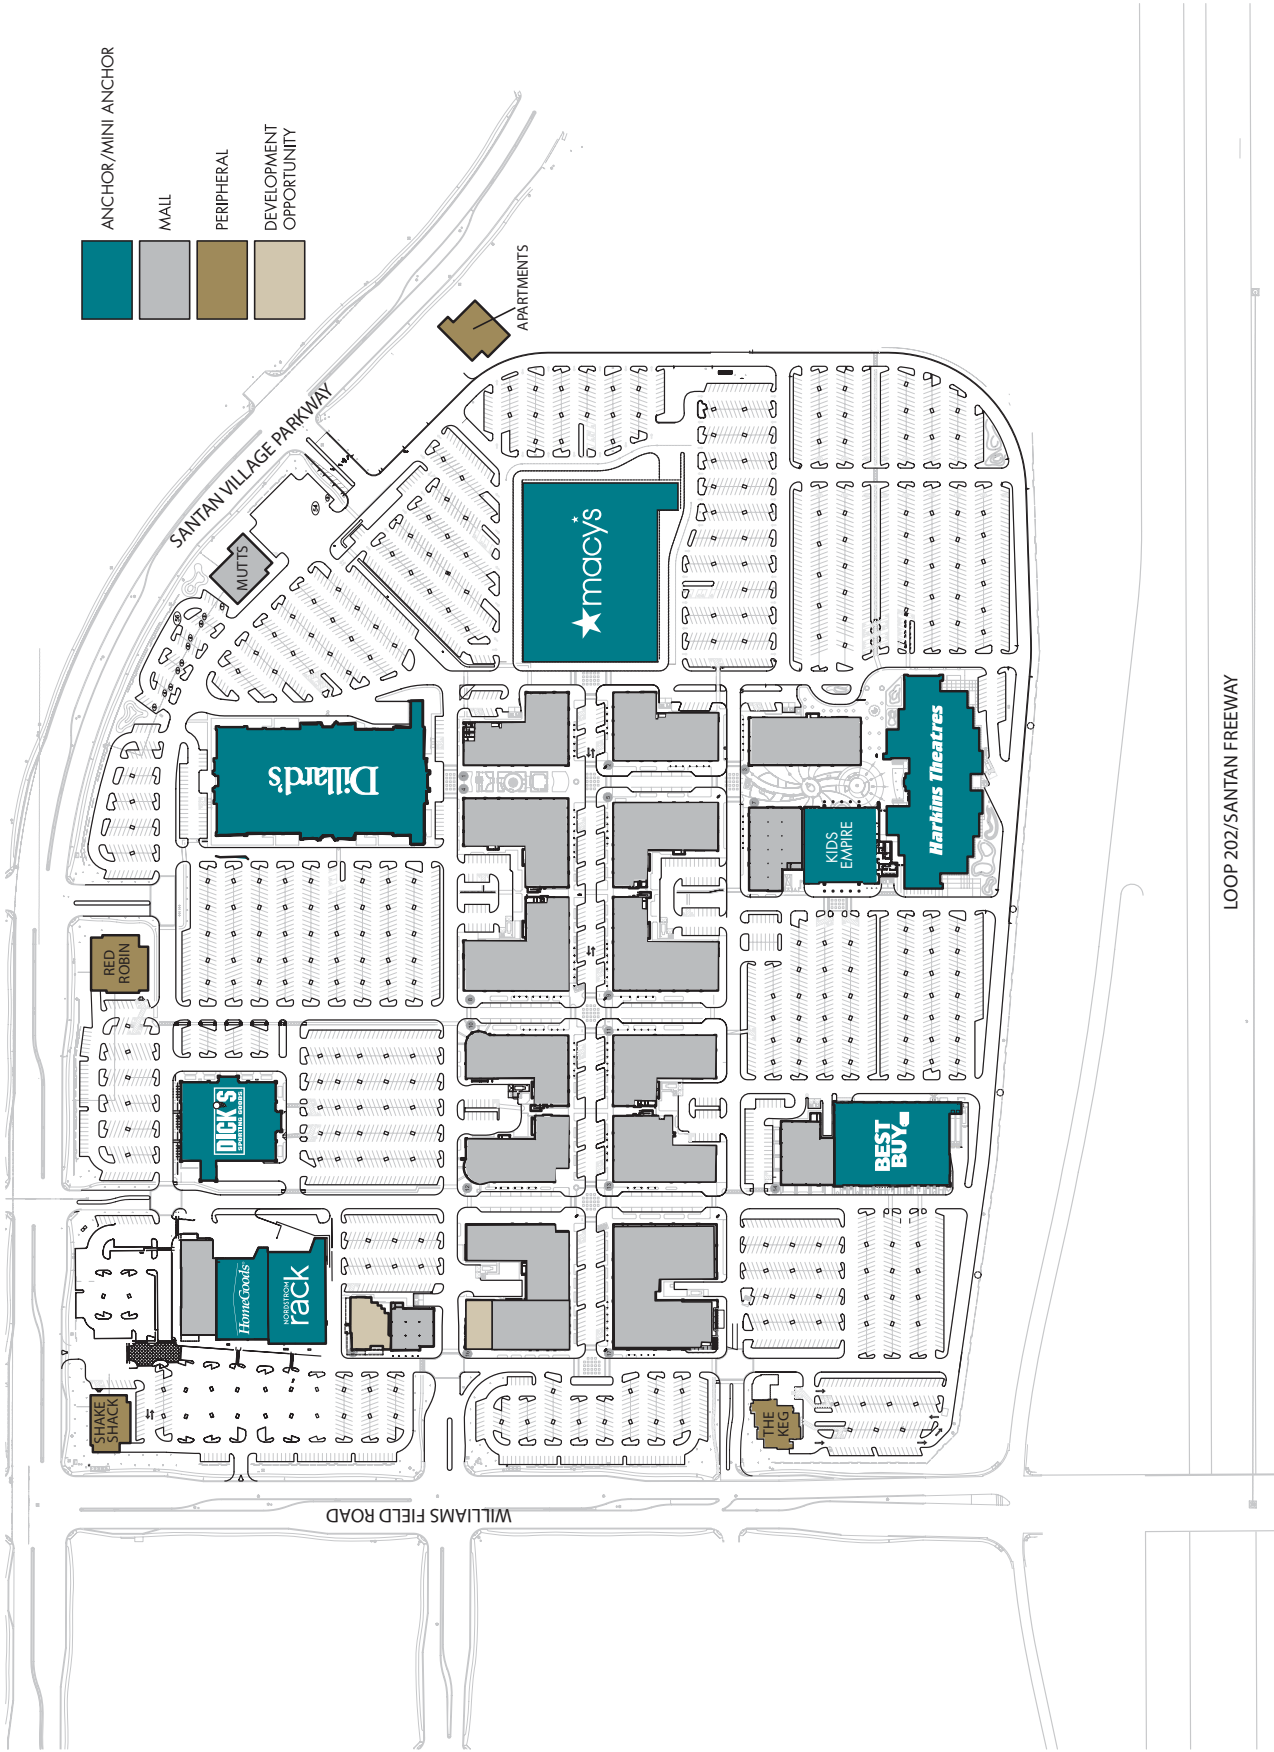 ANCHOR/MINI ANCHOR
MALL
PERIPHERAL
DEVELOPMENT
OPPORTUNITY
SANTAN VILLAGE PARKWAY
APARTMENTS
MUTTS
macys
Dillard's
RED
ROBIN
KIDS
EMPIRE
Harkins Theatres
DICK'S
SPORTING GOODS
BEST
BUY
HomeGoods
NORDSTROM
rack
SHAKE
SHACK
THE
KEG
WILLIAMS FIELD ROAD
LOOP 202/SANTAN FREEWAY